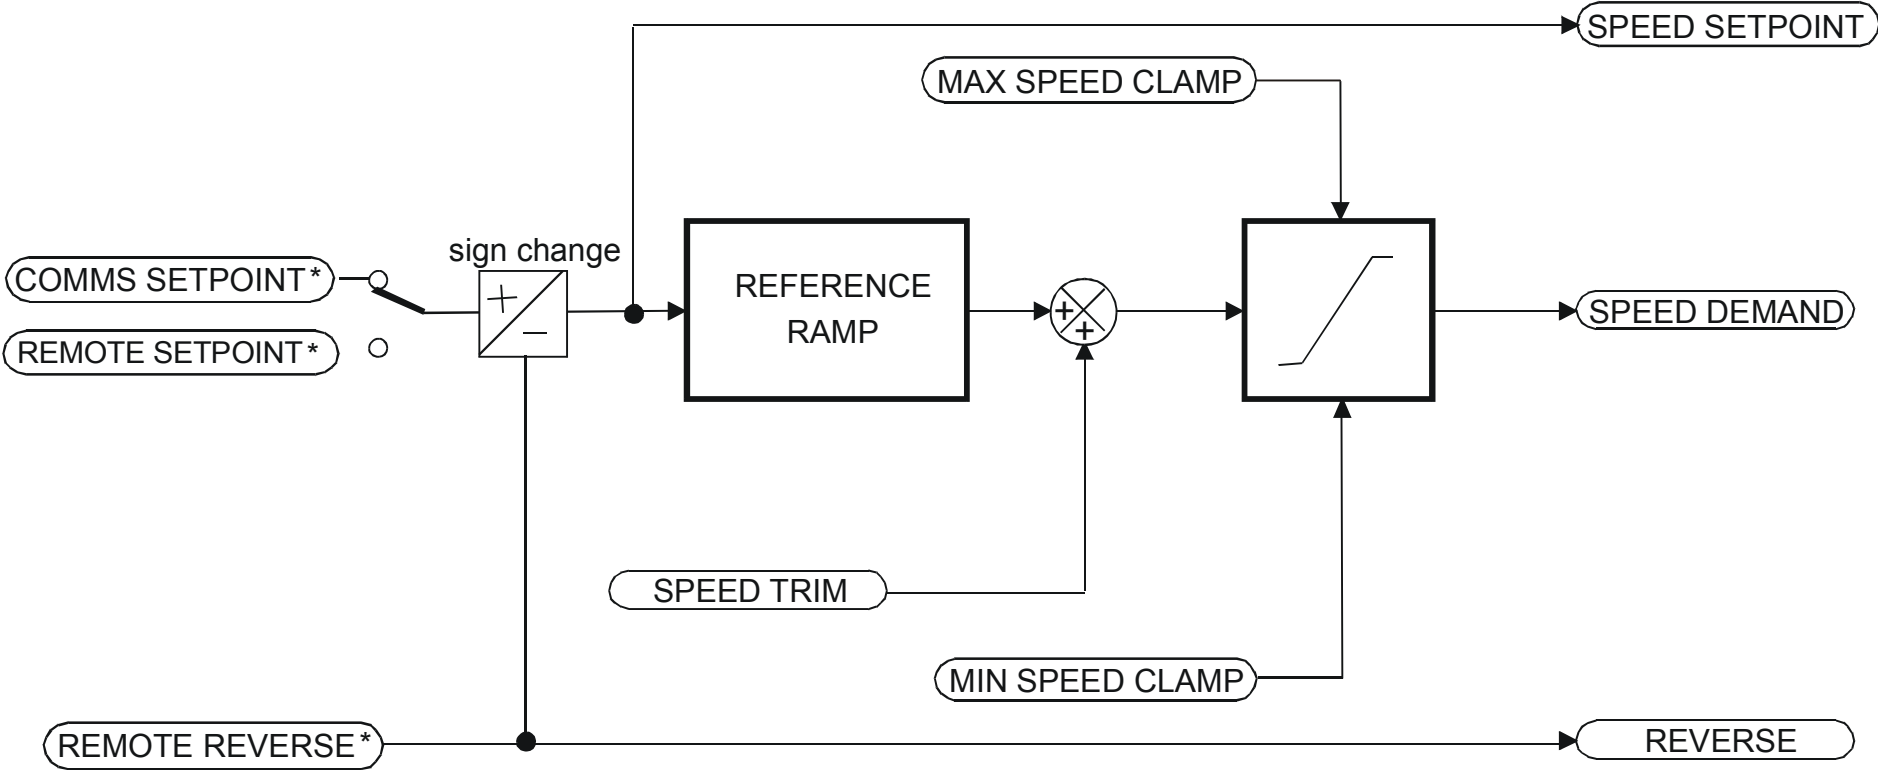 SPEED SETPOINT
MAX SPEED CLAMP
sign change
COMMS SETPOINT*
REFERENCE
RAMP
SPEED DEMAND
REMOTE SETPOINT*
SPEED TRIM
MIN SPEED CLAMP
REMOTE REVERSE*
REVERSE